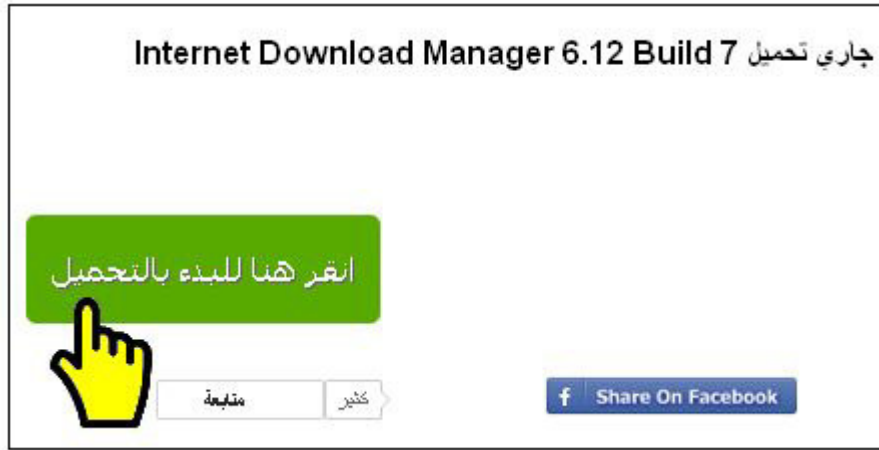 جاري تحميل Internet Download Manager 6.12 Build 7
انقر هنا للبدء بالتحميل
متابعة
كثير
f Share On Facebook